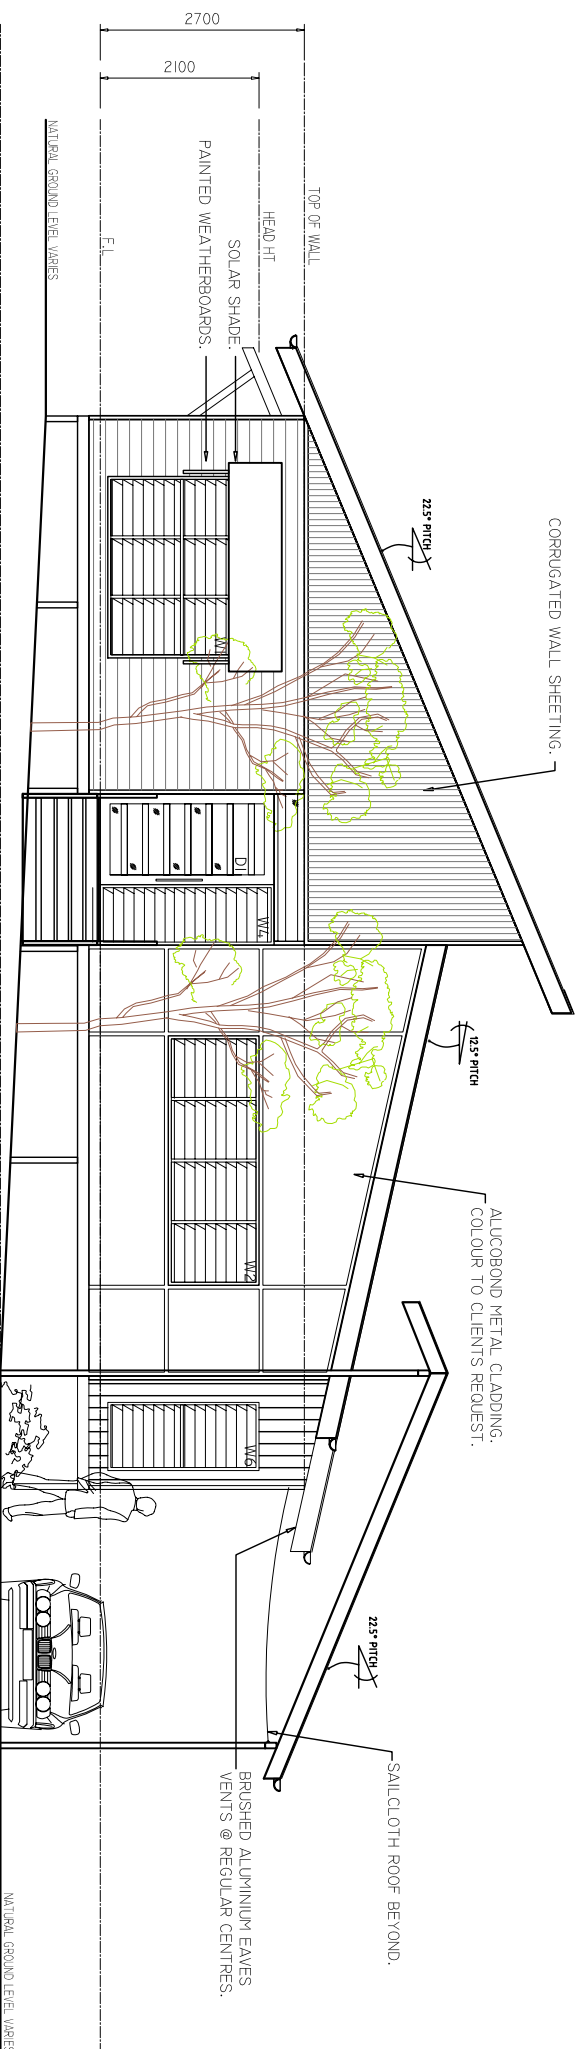 CORRUGATED WALL SHEETING.
22.5° PITCH
12.5° PITCH
ALUCOBOND METAL CLADDING.
COLOUR TO CLIENTS REQUEST.
22.5° PITCH
SAILCLOTH ROOF BEYOND.
2700
2100
TOP OF WALL
HEAD HT
SOLAR SHADE.
PAINTED WEATHERBOARDS.
F.L
NATURAL GROUND LEVEL VARIES
D1
W4
W2
W6
BRUSHED ALUMINIUM EAVES
VENTS @ REGULAR CENTRES.
NATURAL GROUND LEVEL VARIES